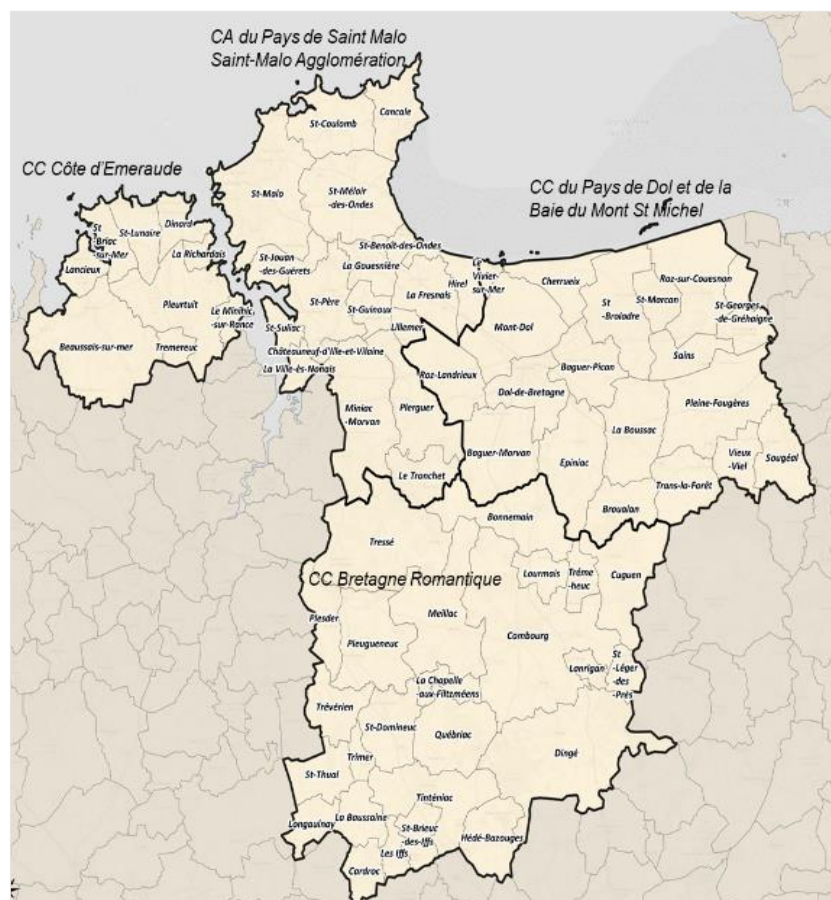 CA du Pays de Saint Malo
Saint-Malo Agglomération
CC Côte d'Emeraude
CC du Pays de Dol et de la
Baie du Mont St Michel
CC Bretagne Romantique
Cancale
St-Coulomb
St-Malo
St-Méloir
-des-Ondes
St-Benoit-des-Ondes
St-Jouan
-des-Guérets
La Gouesnière
La Fresnais
Hirel
St-Père
St-Guinoux
Lillemer
St-Suliac
Châteauneuf-d'Ille-et-Vilaine
La Ville-ès-Nonais
Miniac
-Morvan
Plerguer
Le Tronchet
St
-Briac
-sur-Mer
St-Lunaire
Dinard
La Richardais
Lancieux
Pleurtuit
Le Minihic
-sur-Rance
Beaussais-sur-mer
Tremereuc
Le
Vivier
-sur-Mer
Cherrueix
Mont-Dol
St
-Broladre
St-Marcan
Roz-sur-Couesnon
St-Georges
-de-Gréhaigne
Sains
Roz-Landrieux
Baguer-Pican
Dol-de-Bretagne
Pleine-Fougères
La Boussac
Baguer-Morvan
Epiniac
Vieux
-Viel
Sougéal
Trans-la-Forêt
Broualan
Bonnemain
Tressé
Lourmais
Tréme
-heuc
Cuguen
Plesder
Pleugueneuc
Meillac
Combourg
Lanrigan
St
-Léger
-des
-Prés
La Chapelle
-aux-Filtzméens
Trévérien
St-Domineuc
Québriac
Dingé
Trimer
St-Thual
Tinténiac
Longaulnay
La Baussaine
St-Brieuc
-des-Iffs
Les Iffs
Hédé-Bazouges
Cardroc